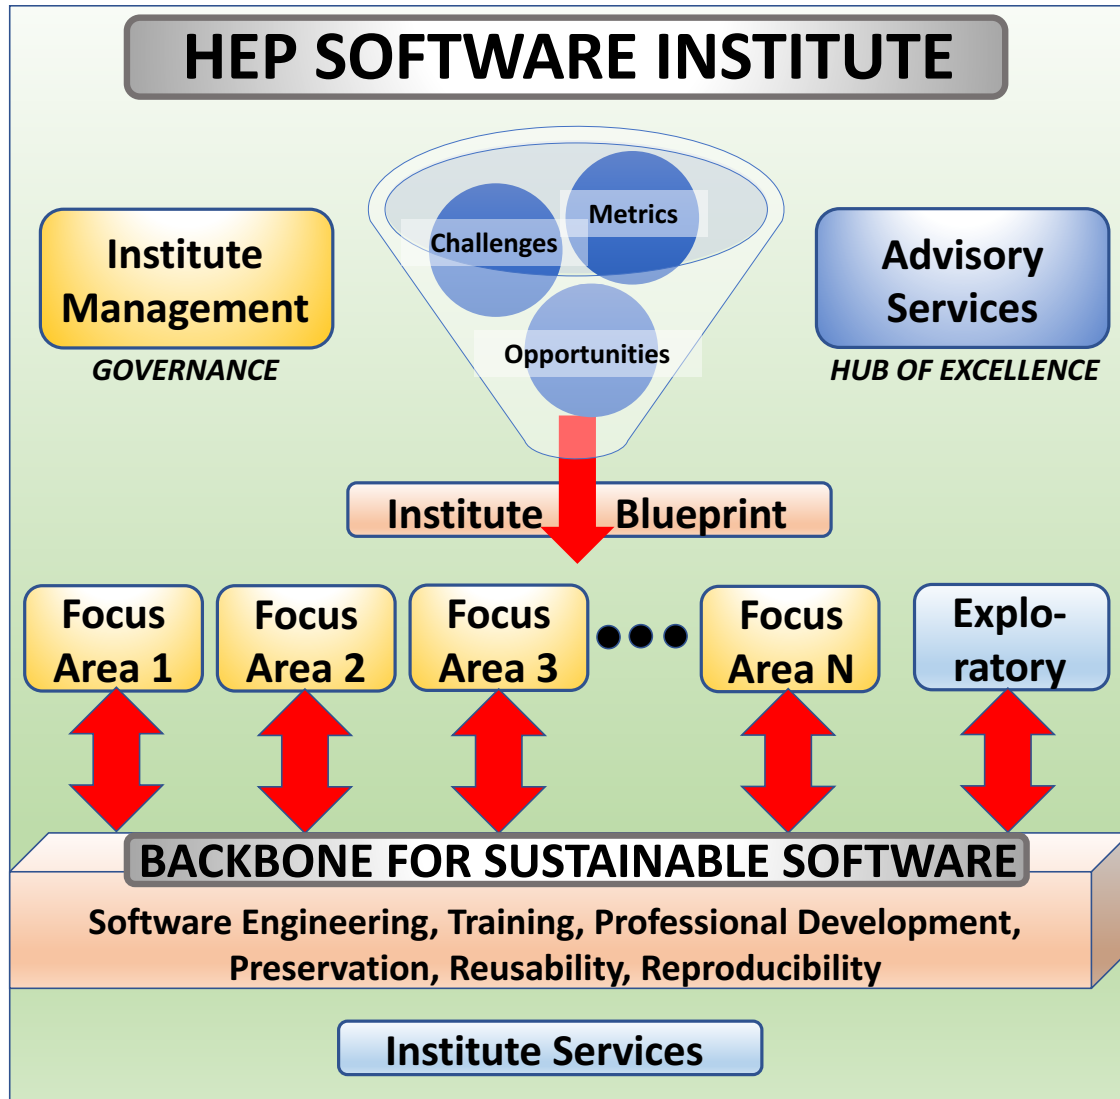 HEP SOFTWARE INSTITUTE
Institute
Management
GOVERNANCE
Challenges
Metrics
Opportunities
Advisory
Services
HUB OF EXCELLENCE
Institute Blueprint
Focus
Area 1
Focus
Area 2
Focus
Area 3
Focus
Area N
Explo-
ratory
BACKBONE FOR SUSTAINABLE SOFTWARE
Software Engineering, Training, Professional Development,
Preservation, Reusability, Reproducibility
Institute Services